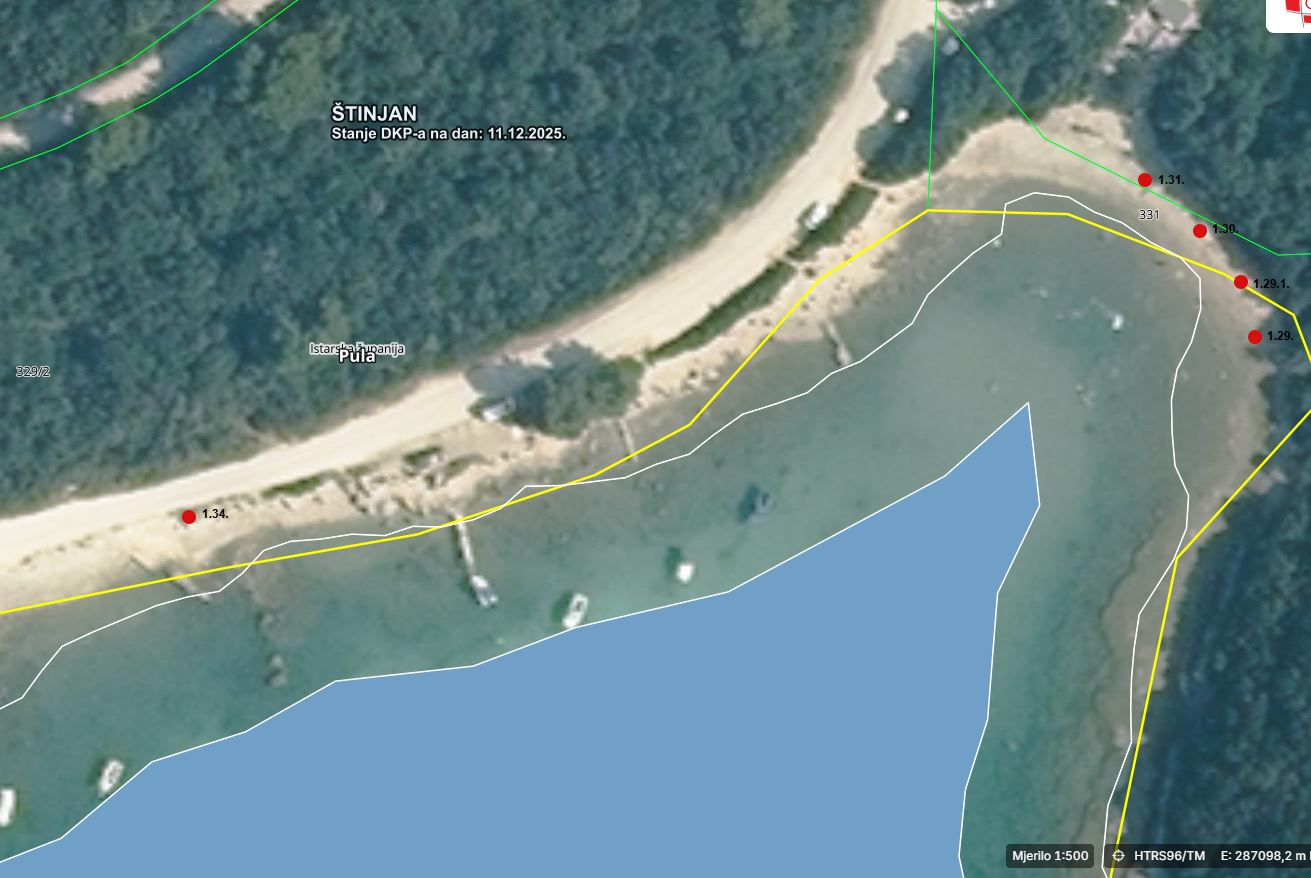 ŠTINJAN
Stanje DKP-a na dan: 11.12.2025.
1.31.
331
1.30.
1.29.1.
1.29.
Istarska županija
Pula
329/2
1.34.
Mjerilo 1:500
HTRS96/TM
E: 287098,2 m